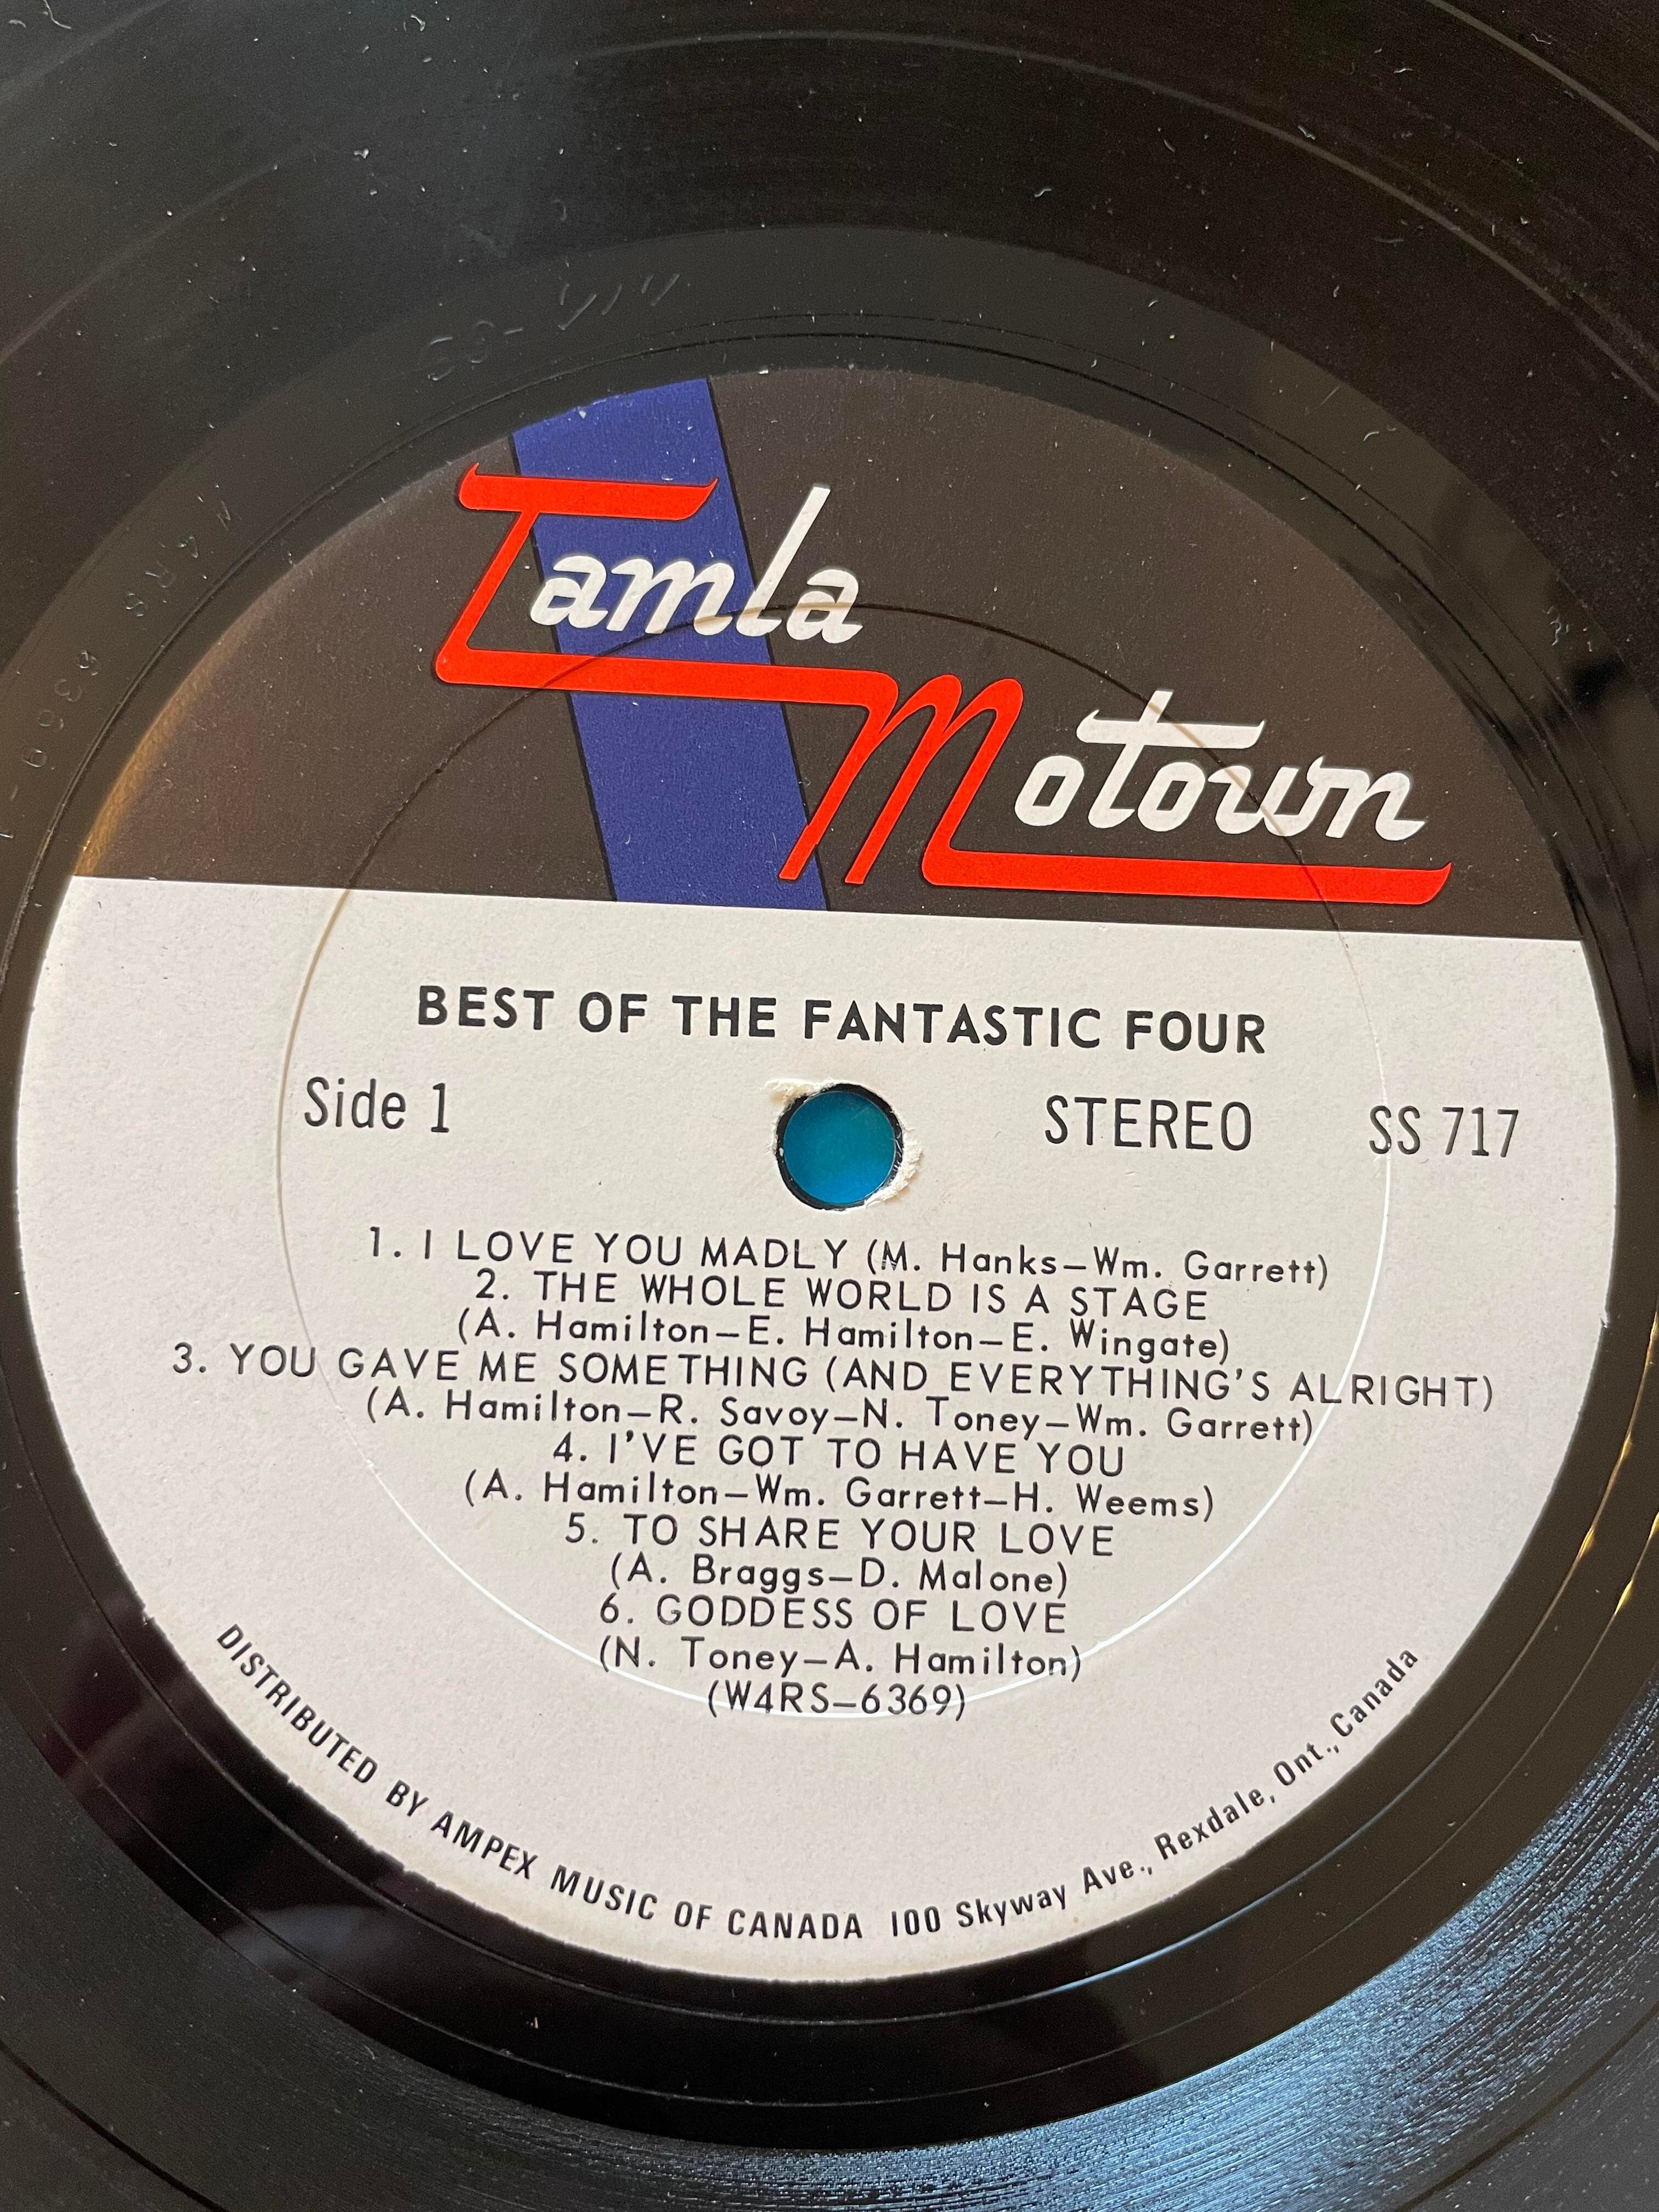 Tamla
Motown
BEST OF THE FANTASTIC FOUR
Side 1 STEREO SS 717
1. I LOVE YOU MADLY (M. Hanks–Wm. Garrett)
2. THE WHOLE WORLD IS A STAGE
(A. Hamilton–E. Hamilton–E. Wingate)
3. YOU GAVE ME SOMETHING (AND EVERYTHING'S ALRIGHT)
(A. Hamilton–R. Savoy–N. Toney–Wm. Garrett)
4. I'VE GOT TO HAVE YOU
(A. Hamilton–Wm. Garrett–H. Weems)
5. TO SHARE YOUR LOVE
(A. Braggs–D. Malone)
6. GODDESS OF LOVE
(N. Toney–A. Hamilton)
(W4RS–6369)
DISTRIBUTED BY AMPEX MUSIC OF CANADA 100 Skyway Ave., Rexdale, Ont., Canada